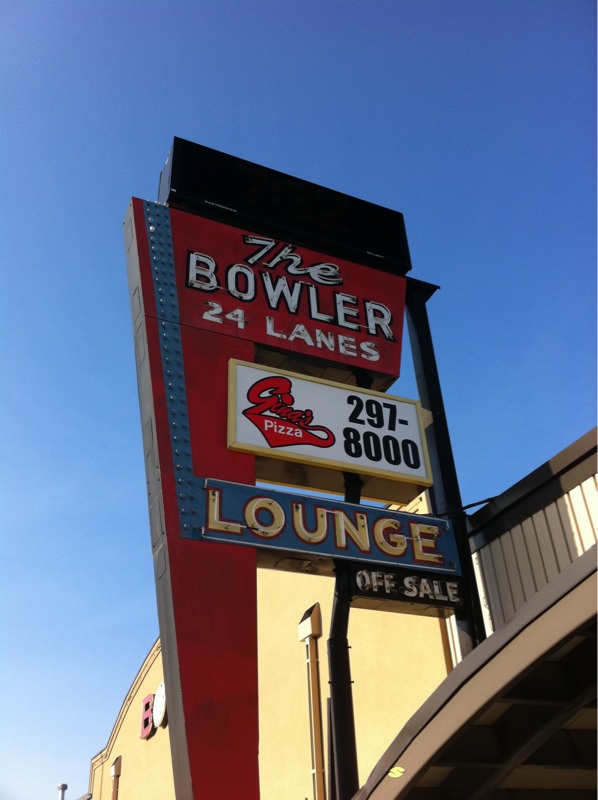 The
BOWLER
24 LANES
Gina's
Pizza
297-
8000
LOUNGE
OFF SALE
B